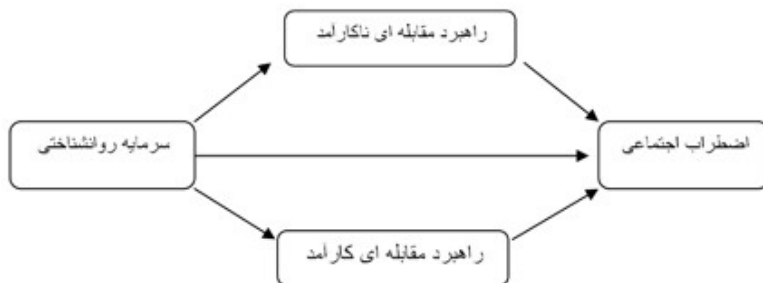 راهبرد مقابله ای ناکارآمد
سرمایه روانشناختی
اضطراب اجتماعی
راهبرد مقابله ای کارآمد